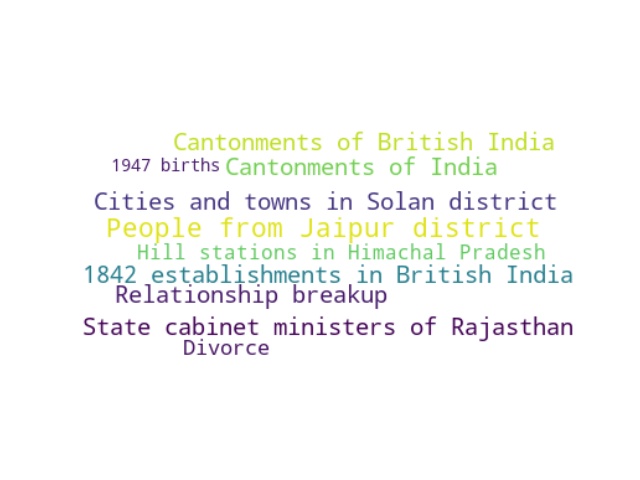 Cantonments of British India
1947 births Cantonments of India
Cities and towns in Solan district
People from Jaipur district
Hill stations in Himachal Pradesh
1842 establishments in British India
Relationship breakup
State cabinet ministers of Rajasthan
Divorce